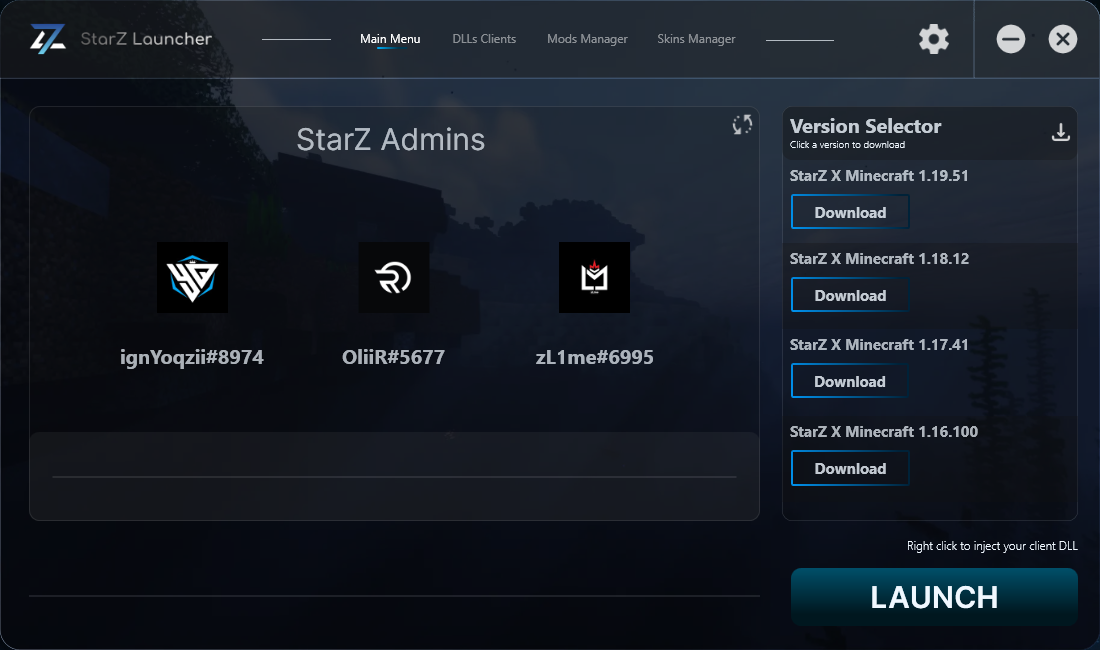 StarZ Launcher
Main Menu
DLLs Clients
Mods Manager
Skins Manager
StarZ Admins
ignYoqzii#8974
OliiR#5677
zL1me#6995
Version Selector
Click a version to download
StarZ X Minecraft 1.19.51
Download
StarZ X Minecraft 1.18.12
Download
StarZ X Minecraft 1.17.41
Download
StarZ X Minecraft 1.16.100
Download
Right click to inject your client DLL
LAUNCH